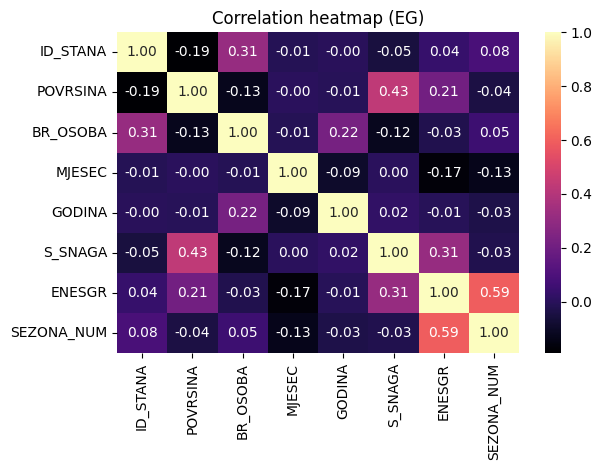 Correlation heatmap (EG)
ID_STANA 1.00 -0.19 0.31 -0.01 -0.00 -0.05 0.04 0.08
POVRSINA -0.19 1.00 -0.13 -0.00 -0.01 0.43 0.21 -0.04
BR_OSOBA 0.31 -0.13 1.00 -0.01 0.22 -0.12 -0.03 0.05
MJESEC -0.01 -0.00 -0.01 1.00 -0.09 0.00 -0.17 -0.13
GODINA -0.00 -0.01 0.22 -0.09 1.00 0.02 -0.01 -0.03
S_SNAGA -0.05 0.43 -0.12 0.00 0.02 1.00 0.31 -0.03
ENESGR 0.04 0.21 -0.03 -0.17 -0.01 0.31 1.00 0.59
SEZONA_NUM 0.08 -0.04 0.05 -0.13 -0.03 -0.03 0.59 1.00
ID_STANA
POVRSINA
BR_OSOBA
MJESEC
GODINA
S_SNAGA
ENESGR
SEZONA_NUM
1.0
0.8
0.6
0.4
0.2
0.0